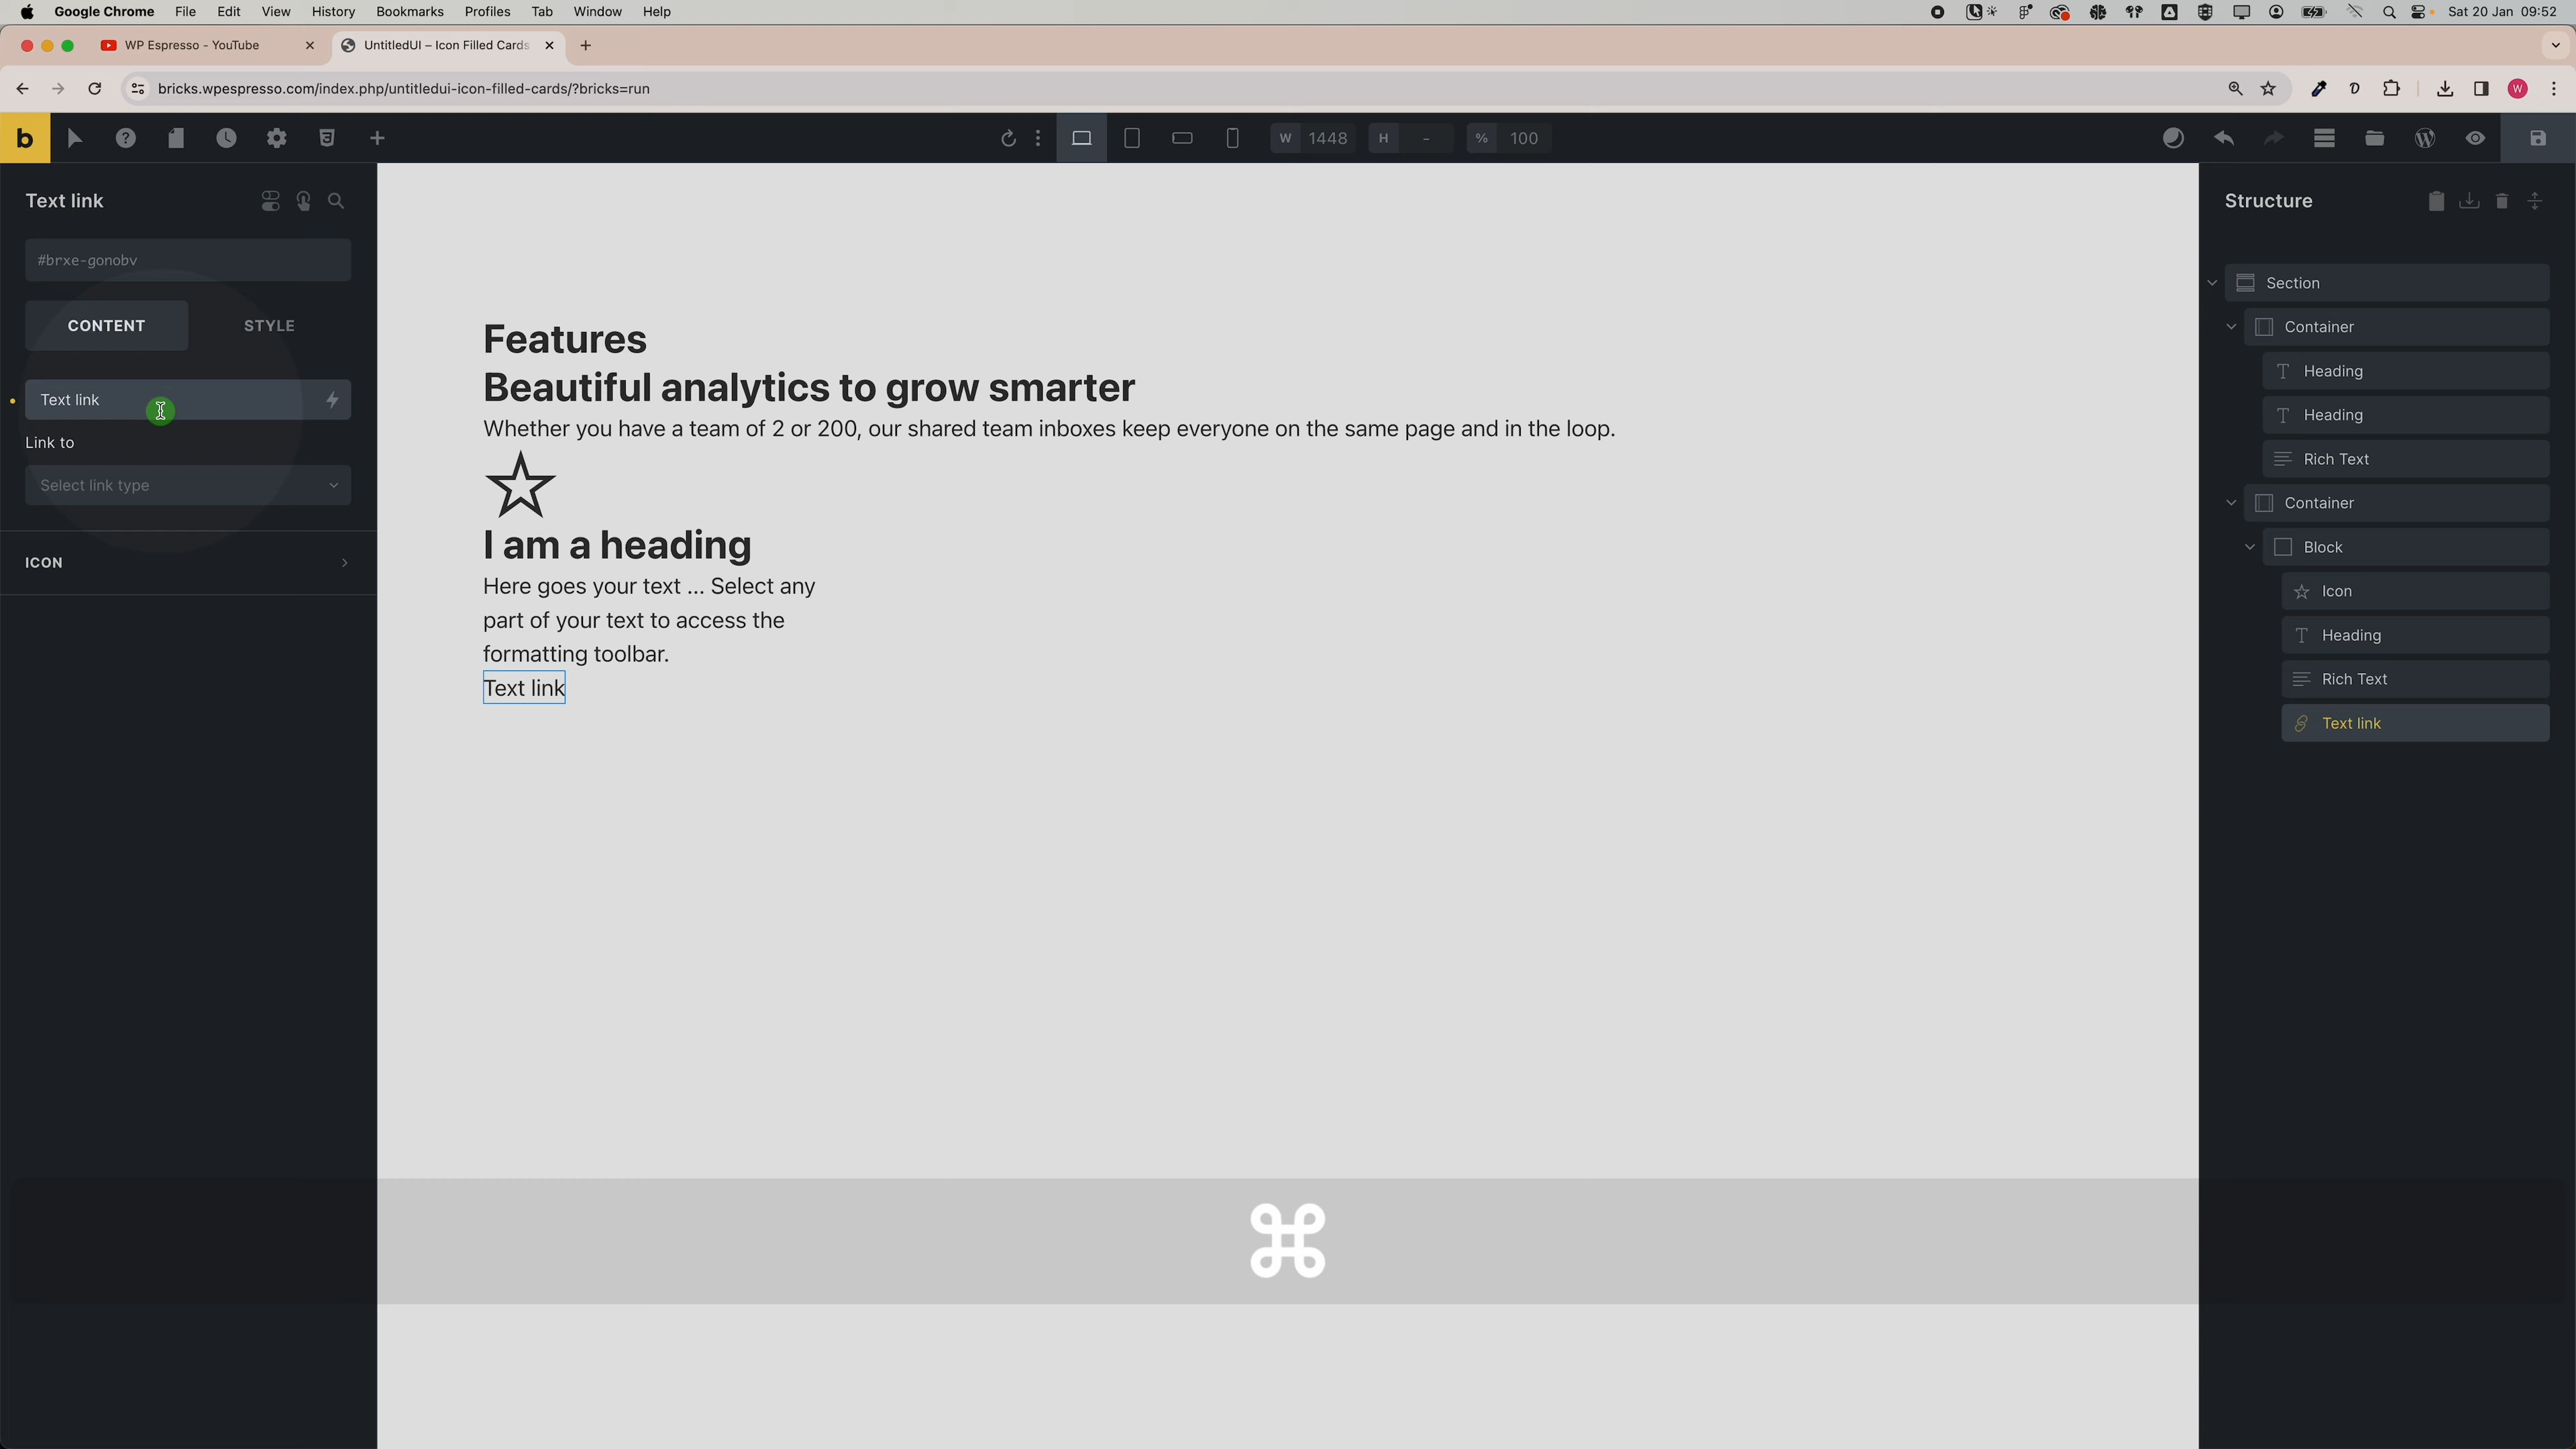 Google Chrome File Edit View History Bookmarks Profiles Tab Window Help Sat 20 Jan 09:52
WP Espresso - YouTube
UntitledUI – Icon Filled Cards
bricks.wpespresso.com/index.php/untitledui-icon-filled-cards/?bricks=run
W
b
W 1448 H - % 100
Text link
#brxe-gonobv
CONTENT STYLE
Text link
Link to
Select link type
ICON
Features
Beautiful analytics to grow smarter
Whether you have a team of 2 or 200, our shared team inboxes keep everyone on the same page and in the loop.
I am a heading
Here goes your text ... Select any
part of your text to access the
formatting toolbar.
Text link
Structure
Section
Container
Heading
Heading
Rich Text
Container
Block
Icon
Heading
Rich Text
Text link